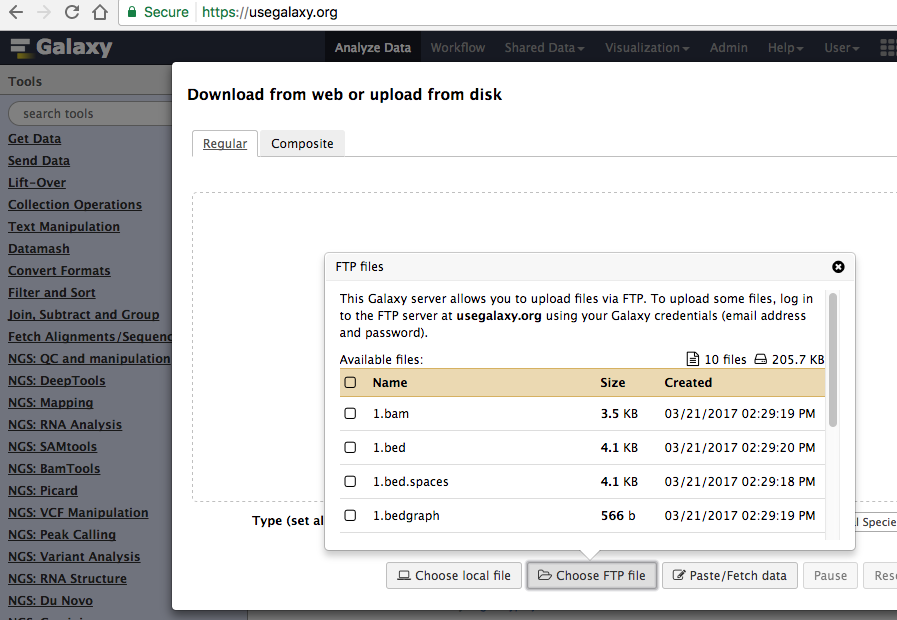 Secure https://usegalaxy.org
Galaxy Analyze Data Workflow Shared Data Visualization Admin Help User
Tools
search tools
Get Data
Send Data
Lift-Over
Collection Operations
Text Manipulation
Datamash
Convert Formats
Filter and Sort
Join, Subtract and Group
Fetch Alignments/Sequenc
NGS: QC and manipulation
NGS: DeepTools
NGS: Mapping
NGS: RNA Analysis
NGS: SAMtools
NGS: BamTools
NGS: Picard
NGS: VCF Manipulation
NGS: Peak Calling
NGS: Variant Analysis
NGS: RNA Structure
NGS: Du Novo
Download from web or upload from disk
Regular Composite
FTP files
This Galaxy server allows you to upload files via FTP. To upload some files, log in
to the FTP server at usegalaxy.org using your Galaxy credentials (email address
and password).
Available files: 10 files 205.7 KB
Name Size Created
1.bam 3.5 KB 03/21/2017 02:29:19 PM
1.bed 4.1 KB 03/21/2017 02:29:20 PM
1.bed.spaces 4.1 KB 03/21/2017 02:29:18 PM
1.bedgraph 566 b 03/21/2017 02:29:19 PM
Type (set al l Specie
Choose local file Choose FTP file Paste/Fetch data Pause Res